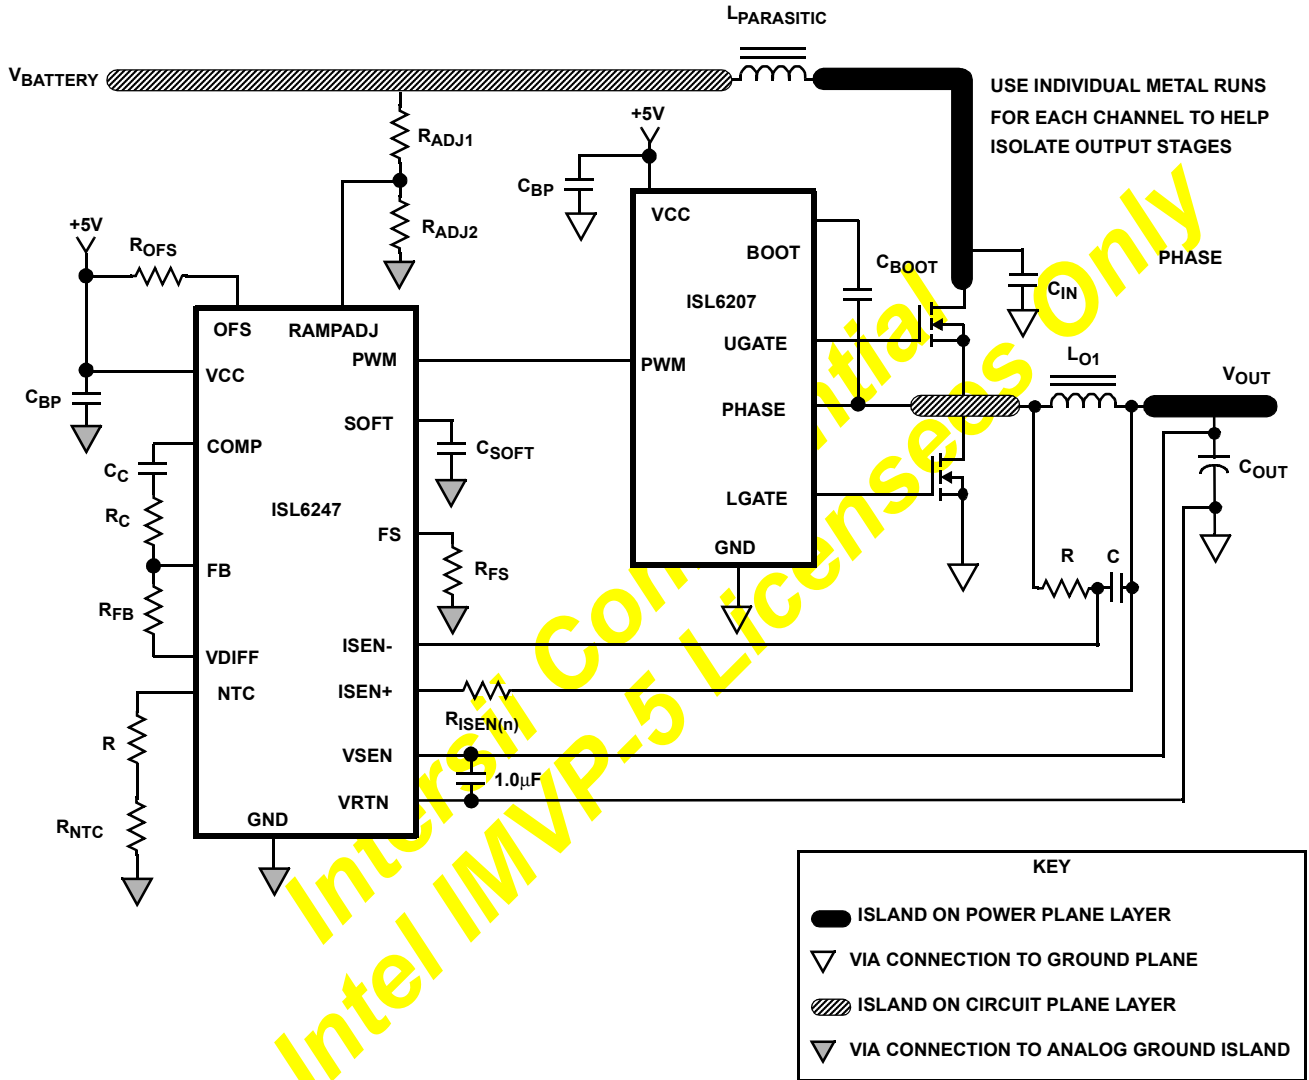 LPARASITIC
VBATTERY
USE INDIVIDUAL METAL RUNS
FOR EACH CHANNEL TO HELP
ISOLATE OUTPUT STAGES
+5V
RADJ1
CBP
RADJ2
+5V
ROFS
VCC
BOOT
CBOOT
PHASE
CIN
ISL6207
OFS
RAMPADJ
UGATE
PWM
PWM
LO1
VOUT
VCC
CBP
PHASE
SOFT
COMP
CSOFT
COUT
CC
LGATE
ISL6247
RC
FS
GND
R
C
FB
RFS
RFB
ISEN-
VDIFF
NTC
ISEN+
RISEN(n)
R
VSEN
1.0μF
VRTN
RNTC
GND
Intersil Confidential
Intel IMVP-5 Licensees Only
KEY
ISLAND ON POWER PLANE LAYER
VIA CONNECTION TO GROUND PLANE
ISLAND ON CIRCUIT PLANE LAYER
VIA CONNECTION TO ANALOG GROUND ISLAND